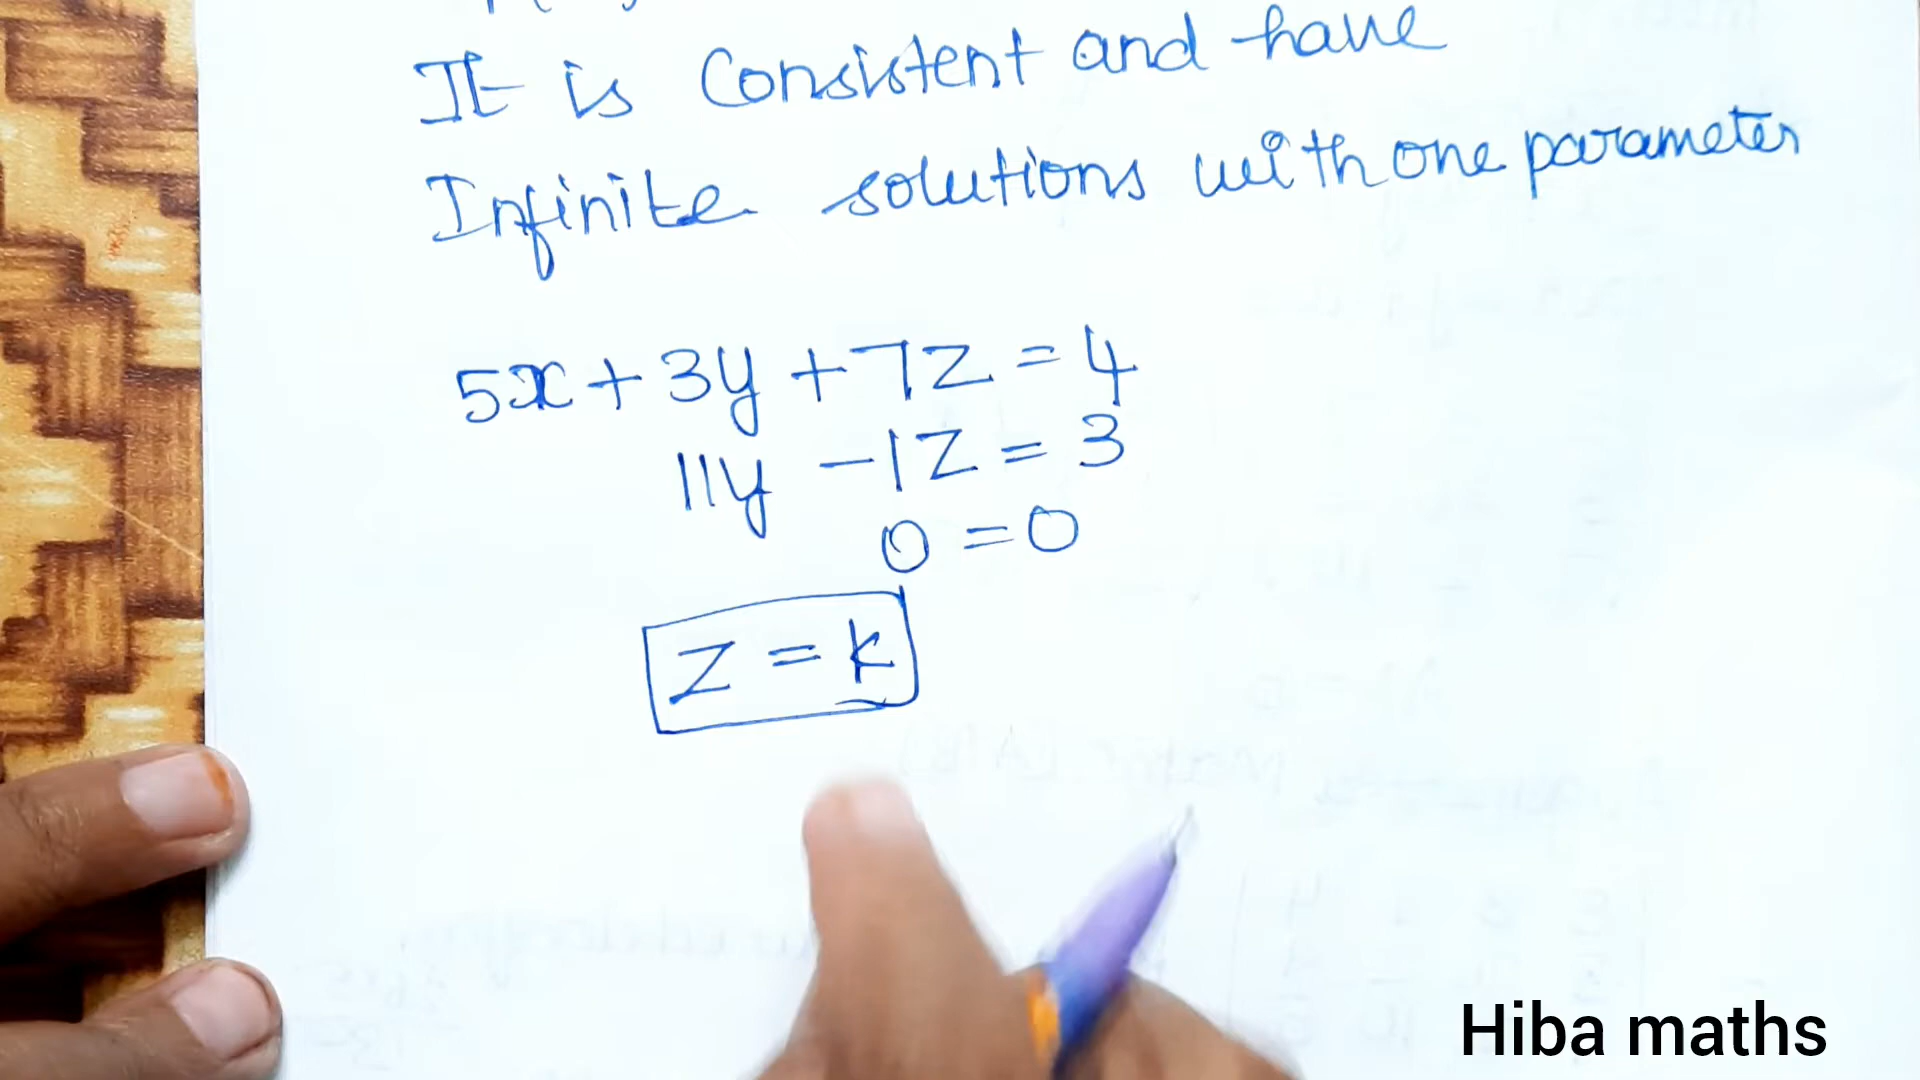 It is Consistent and have
Infinite solutions with one parameter
5x + 3y + 7z = 4
11y - 1z = 3
0 = 0
z = k
Hiba maths